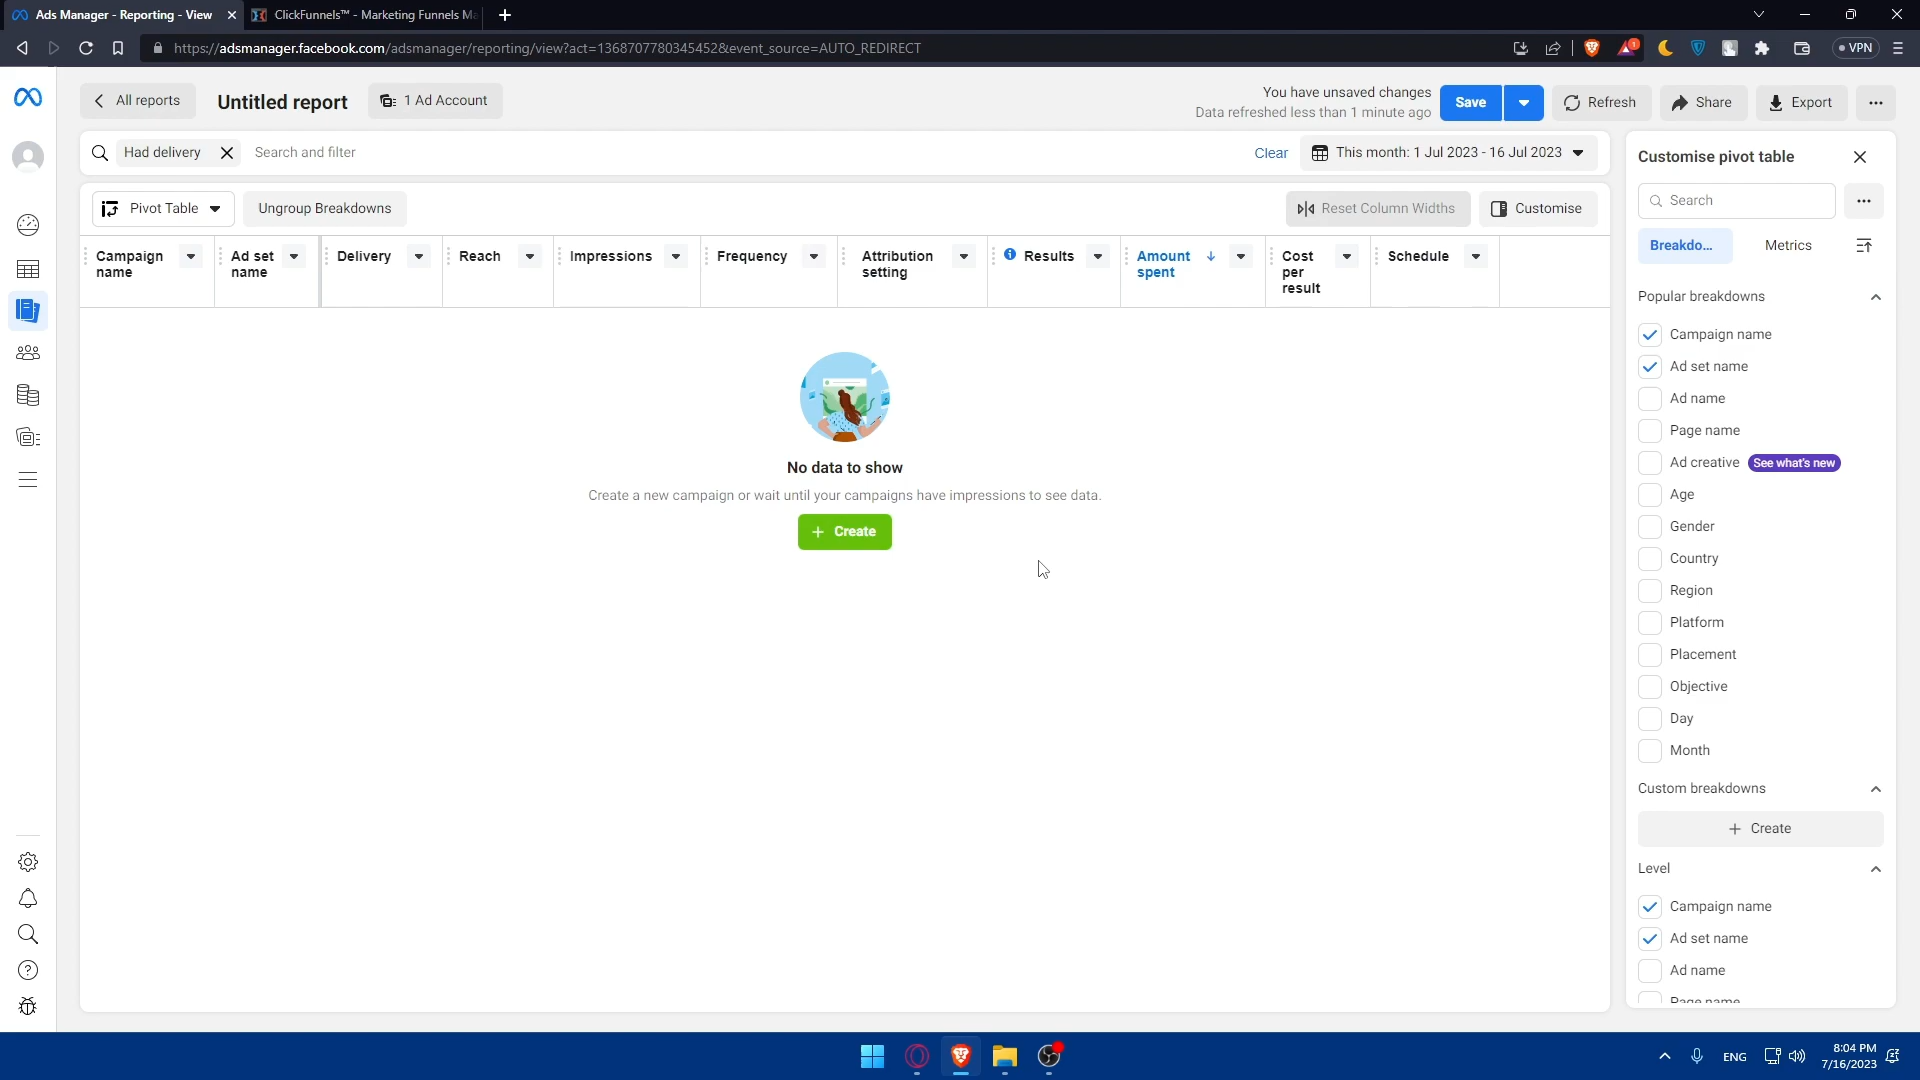 Ads Manager - Reporting - View
ClickFunnels™ - Marketing Funnels Ma
https://adsmanager.facebook.com/adsmanager/reporting/view?act=1368707780345452&event_source=AUTO_REDIRECT
1
VPN
All reports
Untitled report
1 Ad Account
You have unsaved changes
Data refreshed less than 1 minute ago
Save
Refresh
Share
Export
Had delivery
Search and filter
Clear
This month: 1 Jul 2023 - 16 Jul 2023
Pivot Table
Ungroup Breakdowns
Reset Column Widths
Customise
Campaign name
Ad set name
Delivery
Reach
Impressions
Frequency
Attribution setting
Results
Amount spent
Cost per result
Schedule
No data to show
Create a new campaign or wait until your campaigns have impressions to see data.
Create
Customise pivot table
Search
Breakdo...
Metrics
Popular breakdowns
Campaign name
Ad set name
Ad name
Page name
Ad creative See what's new
Age
Gender
Country
Region
Platform
Placement
Objective
Day
Month
Custom breakdowns
Create
Level
Campaign name
Ad set name
Ad name
Page name
ENG
8:04 PM
7/16/2023